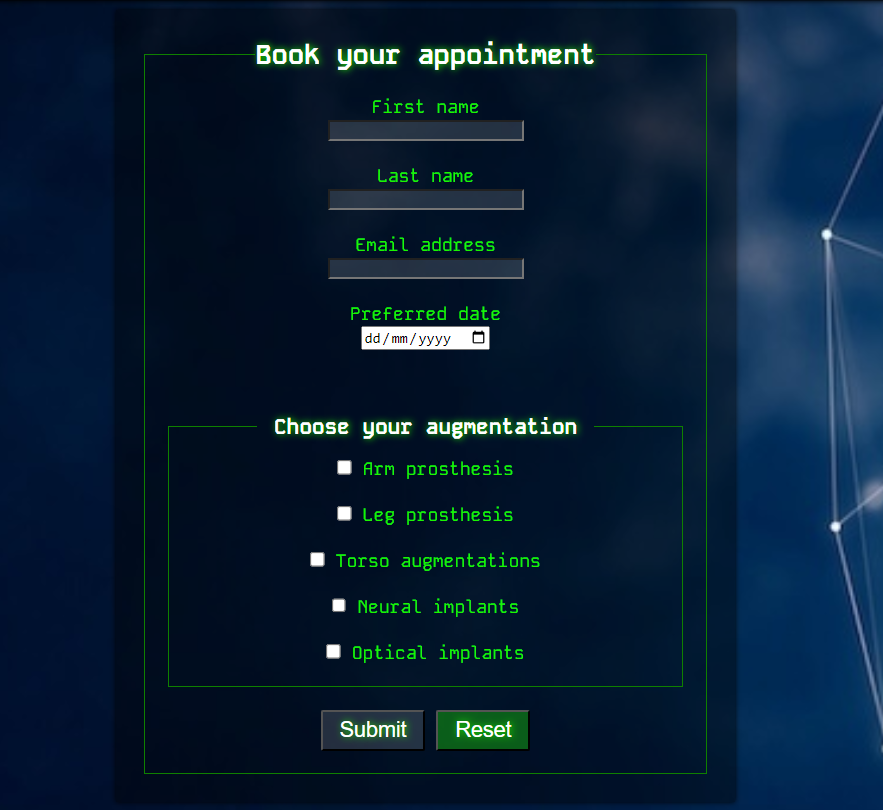 Book your appointment
First name
Last name
Email address
Preferred date
dd/mm/yyyy
Choose your augmentation
Arm prosthesis
Leg prosthesis
Torso augmentations
Neural implants
Optical implants
Submit Reset